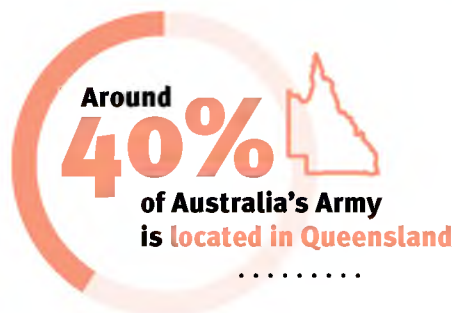 Around
40%
of Australia's Army
is located in Queensland
.........